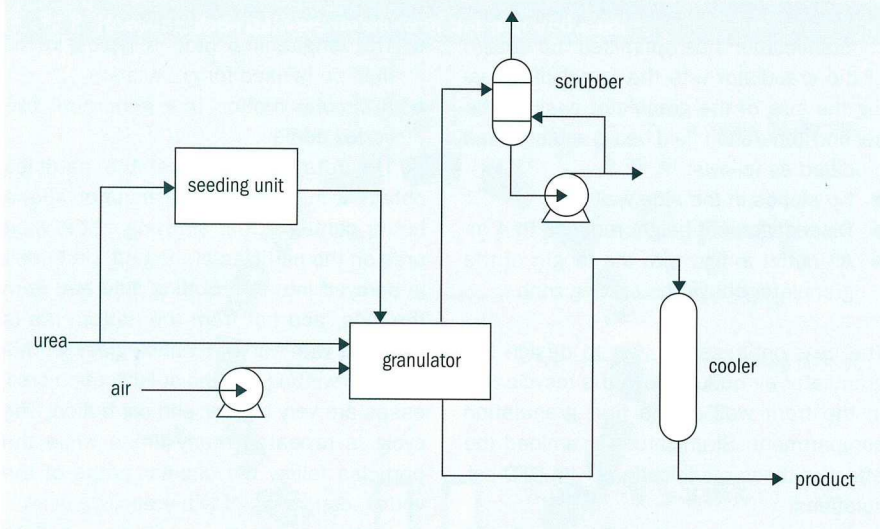 scrubber
seeding unit
urea
granulator
air
cooler
product